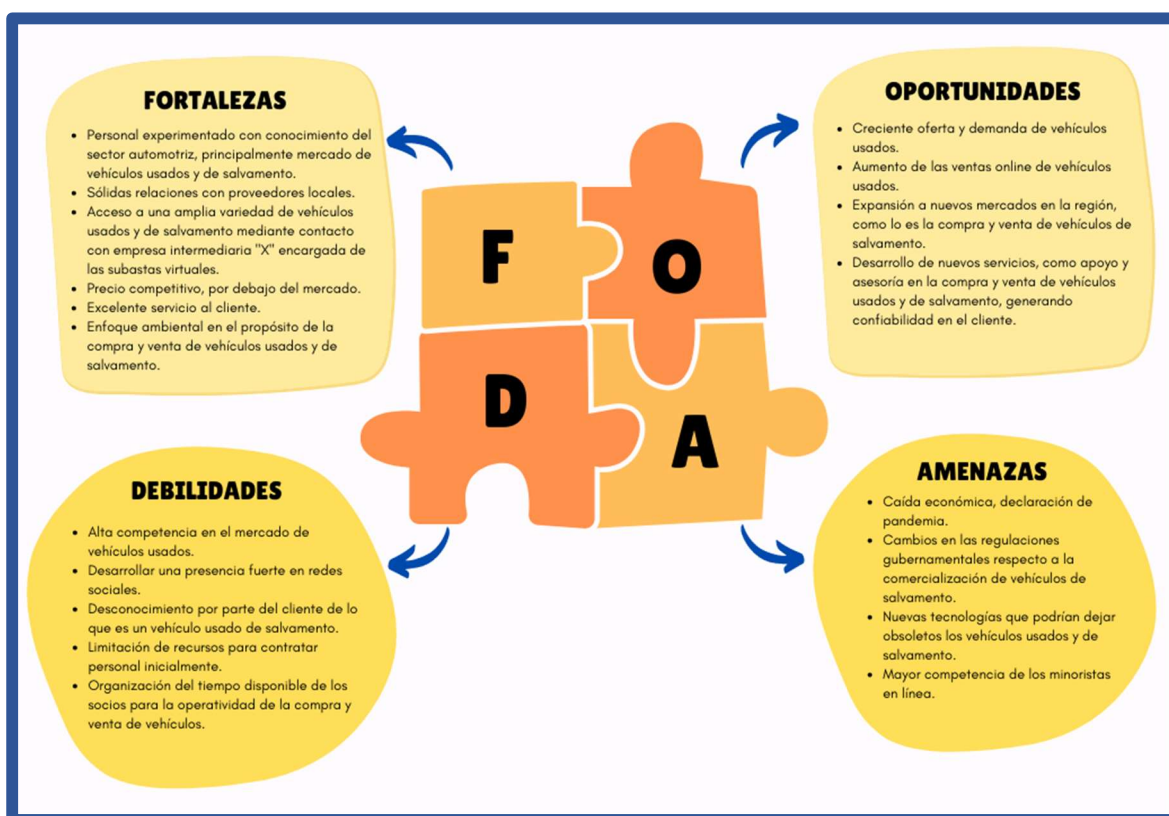 FORTALEZAS
• Personal experimentado con conocimiento del
sector automotriz, principalmente mercado de
vehículos usados y de salvamento.
• Sólidas relaciones con proveedores locales.
• Acceso a una amplia variedad de vehículos
usados y de salvamento mediante contacto
con empresa intermediaria "X" encargada de
las subastas virtuales.
• Precio competitivo, por debajo del mercado.
• Excelente servicio al cliente.
• Enfoque ambiental en el propósito de la
compra y venta de vehículos usados y de
salvamento.
OPORTUNIDADES
• Creciente oferta y demanda de vehículos
usados.
• Aumento de las ventas online de vehículos
usados.
• Expansión a nuevos mercados en la región,
como lo es la compra y venta de vehículos de
salvamento.
• Desarrollo de nuevos servicios, como apoyo y
asesoría en la compra y venta de vehículos
usados y de salvamento, generando
confiabilidad en el cliente.
F
O
D
A
DEBILIDADES
• Alta competencia en el mercado de
vehículos usados.
• Desarrollar una presencia fuerte en redes
sociales.
• Desconocimiento por parte del cliente de lo
que es un vehículo usado de salvamento.
• Limitación de recursos para contratar
personal inicialmente.
• Organización del tiempo disponible de los
socios para la operatividad de la compra y
venta de vehículos.
AMENAZAS
• Caída económica, declaración de
pandemia.
• Cambios en las regulaciones
gubernamentales respecto a la
comercialización de vehículos de
salvamento.
• Nuevas tecnologías que podrían dejar
obsoletos los vehículos usados y de
salvamento.
• Mayor competencia de los minoristas
en línea.